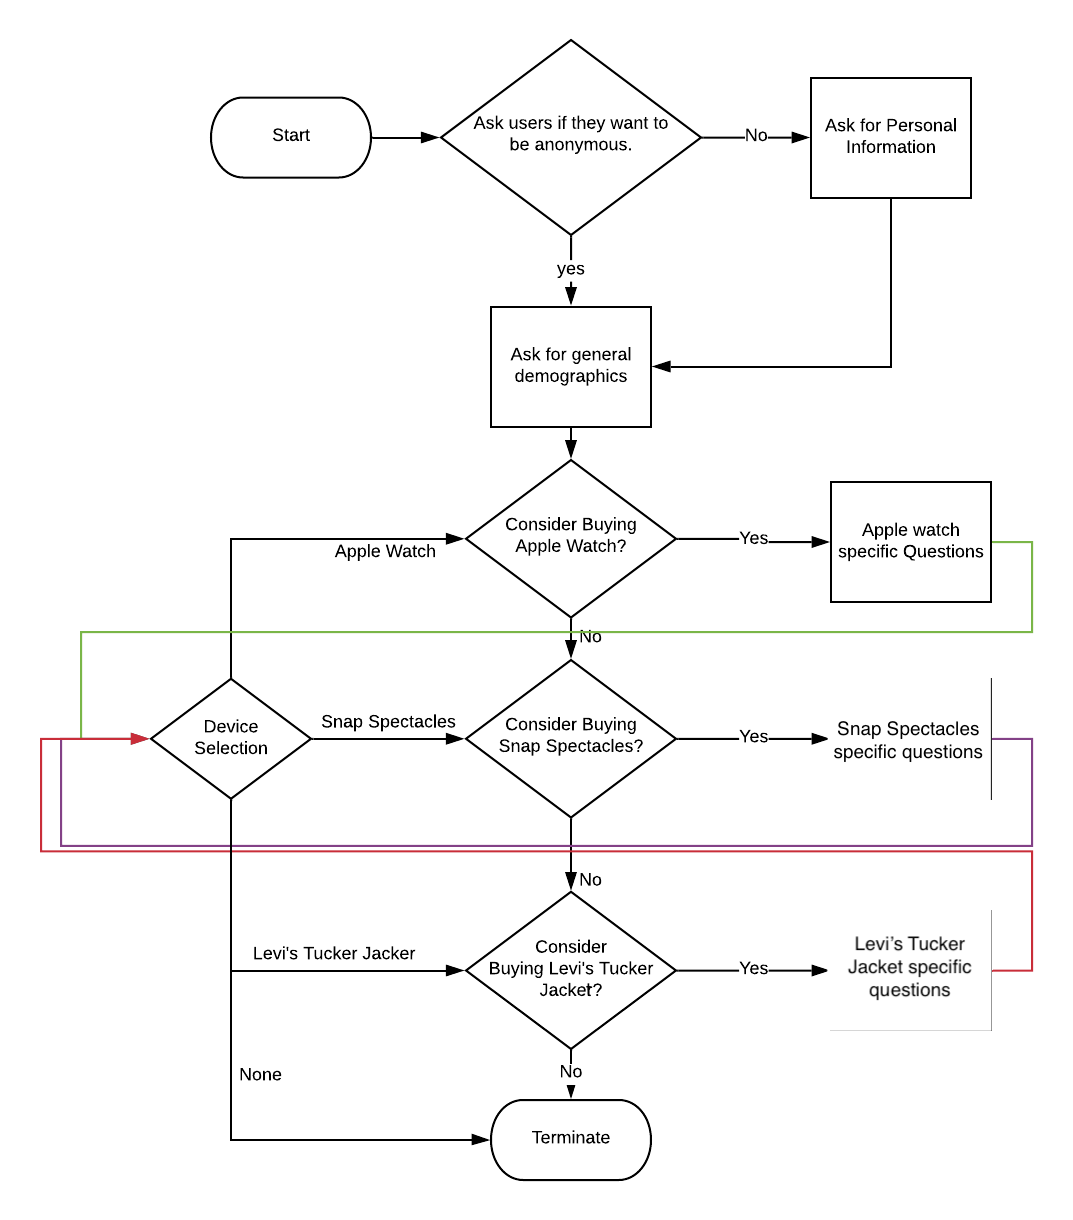 Start
Ask users if they want to
be anonymous.
No
Ask for Personal
Information
yes
Ask for general
demographics
Consider Buying
Apple Watch?
Apple Watch
Yes
Apple watch
specific Questions
No
Device
Selection
Snap Spectacles
Consider Buying
Snap Spectacles?
Yes
Snap Spectacles
specific questions
No
Levi's Tucker Jacker
Consider
Buying Levi's Tucker
Jacket?
Yes
Levi’s Tucker
Jacket specific
questions
None
No
Terminate